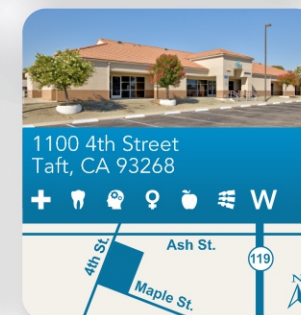 1100 4th Street
Taft, CA 93268
W
Ash St.
4th St.
119
Maple St.
N